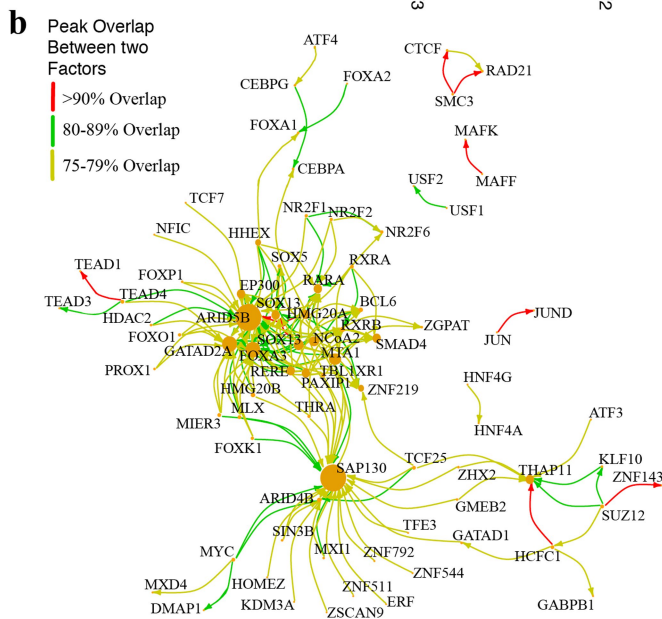 b
Peak Overlap
Between two
Factors
>90% Overlap
80-89% Overlap
75-79% Overlap
3
2
ATF4
CTCF
RAD21
CEBPG
FOXA2
SMC3
FOXA1
MAFK
CEBPA
MAFF
USF2
TCF7
NR2F1
NR2F2
USF1
NFIC
HHEX
NR2F6
SOX5
TEAD1
FOXP1
RXRA
RARA
EP300
TEAD4
TEAD3
SOX13
BCL6
HDAC2
ARID5B
HMG20A
JUND
RXRB
ZGPAT
FOXO1
SOX13
NCoA2
SMAD4
JUN
GATAD2A
FOXA3
MTA1
PROX1
RERE
TBL1XR1
PAXIP1
HNF4G
HMG20B
ZNF219
MLX
THRA
ATF3
MIER3
HNF4A
FOXK1
TCF25
KLF10
SAP130
ZHX2
THAP11
ZNF143
ARID4B
GMEB2
SUZ12
SIN3B
TFE3
GATAD1
MYC
MXI1
ZNF792
HCFC1
ZNF544
MXD4
HOMEZ
ZNF511
DMAP1
KDM3A
ERF
GABPB1
ZSCAN9